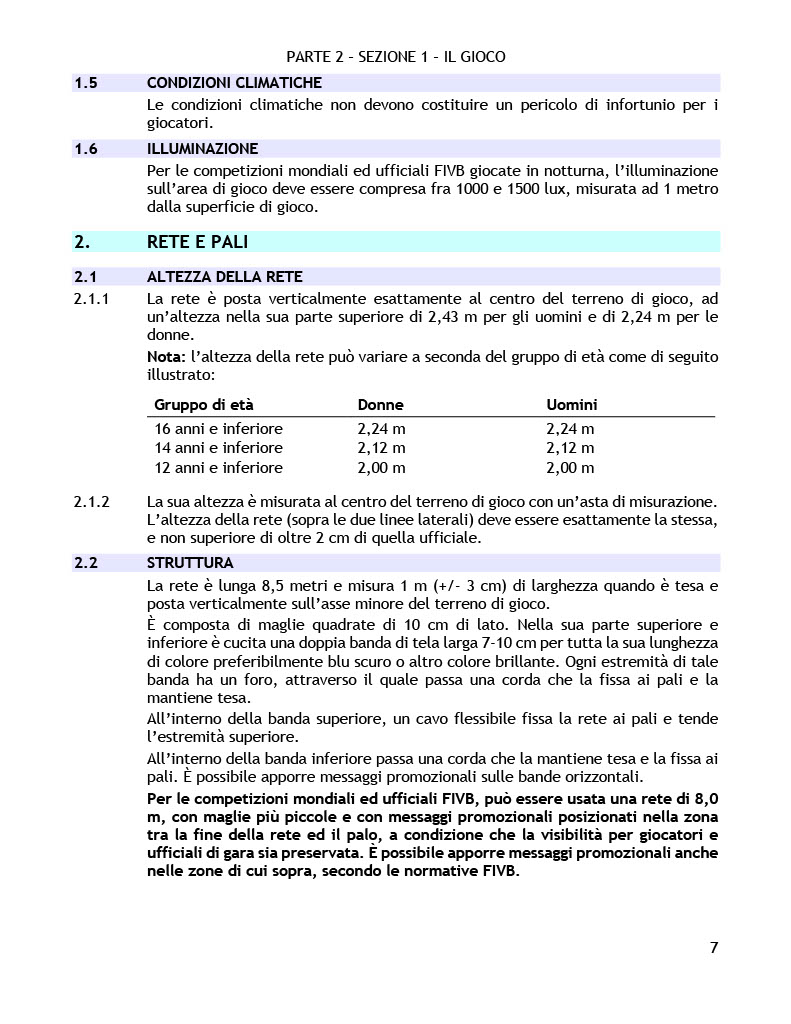 PARTE 2 – SEZIONE 1 – IL GIOCO
1.5 CONDIZIONI CLIMATICHE
Le condizioni climatiche non devono costituire un pericolo di infortunio per i
giocatori.
1.6 ILLUMINAZIONE
Per le competizioni mondiali ed ufficiali FIVB giocate in notturna, l’illuminazione
sull’area di gioco deve essere compresa fra 1000 e 1500 lux, misurata ad 1 metro
dalla superficie di gioco.
2. RETE E PALI
2.1 ALTEZZA DELLA RETE
2.1.1 La rete è posta verticalmente esattamente al centro del terreno di gioco, ad
un’altezza nella sua parte superiore di 2,43 m per gli uomini e di 2,24 m per le
donne.
Nota: l’altezza della rete può variare a seconda del gruppo di età come di seguito
illustrato:
Gruppo di età Donne Uomini
16 anni e inferiore 2,24 m 2,24 m
14 anni e inferiore 2,12 m 2,12 m
12 anni e inferiore 2,00 m 2,00 m
2.1.2 La sua altezza è misurata al centro del terreno di gioco con un’asta di misurazione.
L’altezza della rete (sopra le due linee laterali) deve essere esattamente la stessa,
e non superiore di oltre 2 cm di quella ufficiale.
2.2 STRUTTURA
La rete è lunga 8,5 metri e misura 1 m (+/- 3 cm) di larghezza quando è tesa e
posta verticalmente sull’asse minore del terreno di gioco.
È composta di maglie quadrate di 10 cm di lato. Nella sua parte superiore e
inferiore è cucita una doppia banda di tela larga 7-10 cm per tutta la sua lunghezza
di colore preferibilmente blu scuro o altro colore brillante. Ogni estremità di tale
banda ha un foro, attraverso il quale passa una corda che la fissa ai pali e la
mantiene tesa.
All’interno della banda superiore, un cavo flessibile fissa la rete ai pali e tende
l’estremità superiore.
All’interno della banda inferiore passa una corda che la mantiene tesa e la fissa ai
pali. È possibile apporre messaggi promozionali sulle bande orizzontali.
Per le competizioni mondiali ed ufficiali FIVB, può essere usata una rete di 8,0
m, con maglie più piccole e con messaggi promozionali posizionati nella zona
tra la fine della rete ed il palo, a condizione che la visibilità per giocatori e
ufficiali di gara sia preservata. È possibile apporre messaggi promozionali anche
nelle zone di cui sopra, secondo le normative FIVB.
7